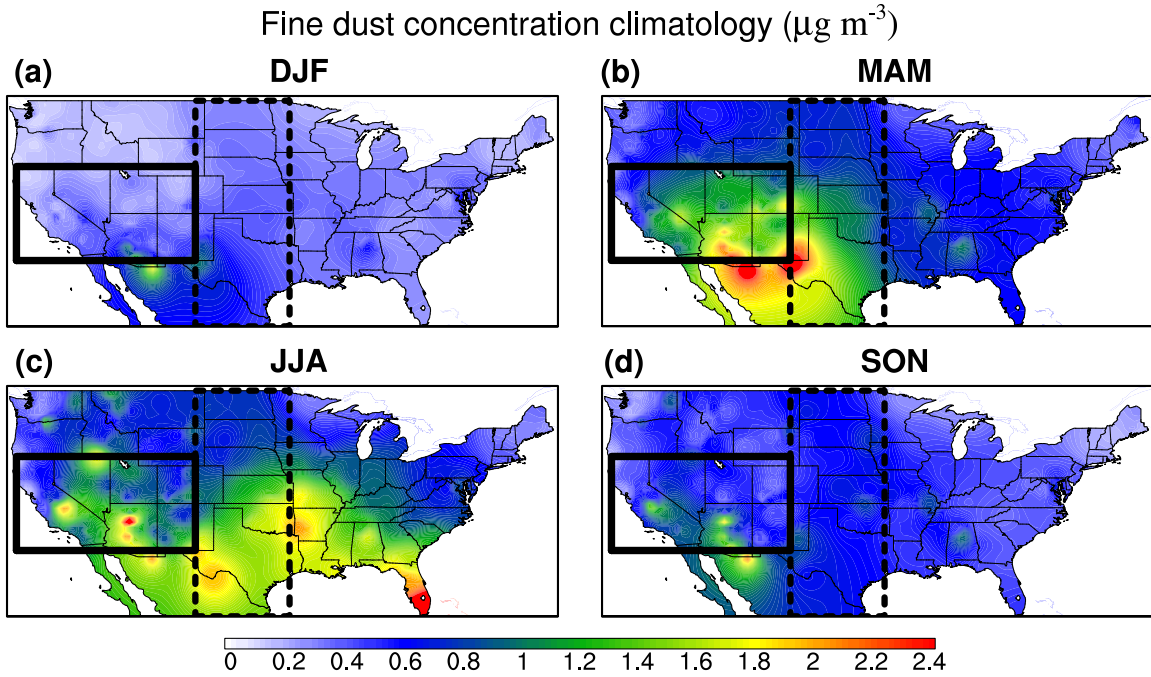 Fine dust concentration climatology (μg m⁻³)
(a) DJF
(b) MAM
(c) JJA
(d) SON
0 0.2 0.4 0.6 0.8 1 1.2 1.4 1.6 1.8 2 2.2 2.4